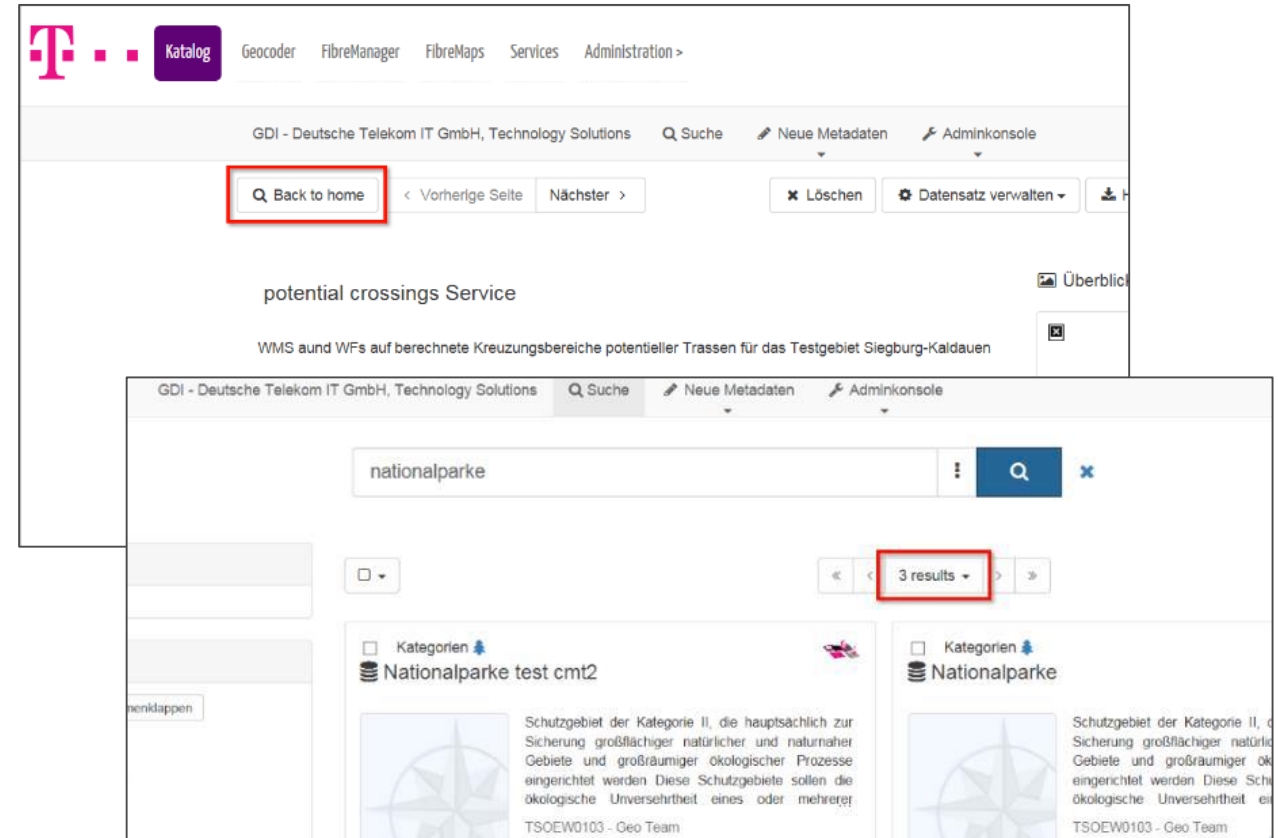 T
Katalog Geocoder FibreManager FibreMaps Services Administration >
GDI - Deutsche Telekom IT GmbH, Technology Solutions Suche Neue Metadaten Adminkonsole
Back to home < Vorherige Seite Nächster > Löschen Datensatz verwalten H
potential crossings Service
Überblick
WMS aund WFs auf berechnete Kreuzungsbereiche potentieller Trassen für das Testgebiet Siegburg-Kaldauen
GDI - Deutsche Telekom IT GmbH, Technology Solutions Suche Neue Metadaten Adminkonsole
nationalparke
« < 3 results > »
Kategorien
Nationalparke test cmt2
Schutzgebiet der Kategorie II, die hauptsächlich zur
Sicherung großflächiger natürlicher und naturnaher
Gebiete und großräumiger ökologischer Prozesse
eingerichtet werden Diese Schutzgebiete sollen die
ökologische Unversehrtheit eines oder mehrerer
TSOEW0103 - Geo Team
Kategorien
Nationalparke
Schutzgebiet der Kategorie II,
Sicherung großflächiger
Gebiete und großräumiger
eingerichtet werden Diese
ökologische Unversehrtheit
TSOEW0103 - Geo Team
menklappen